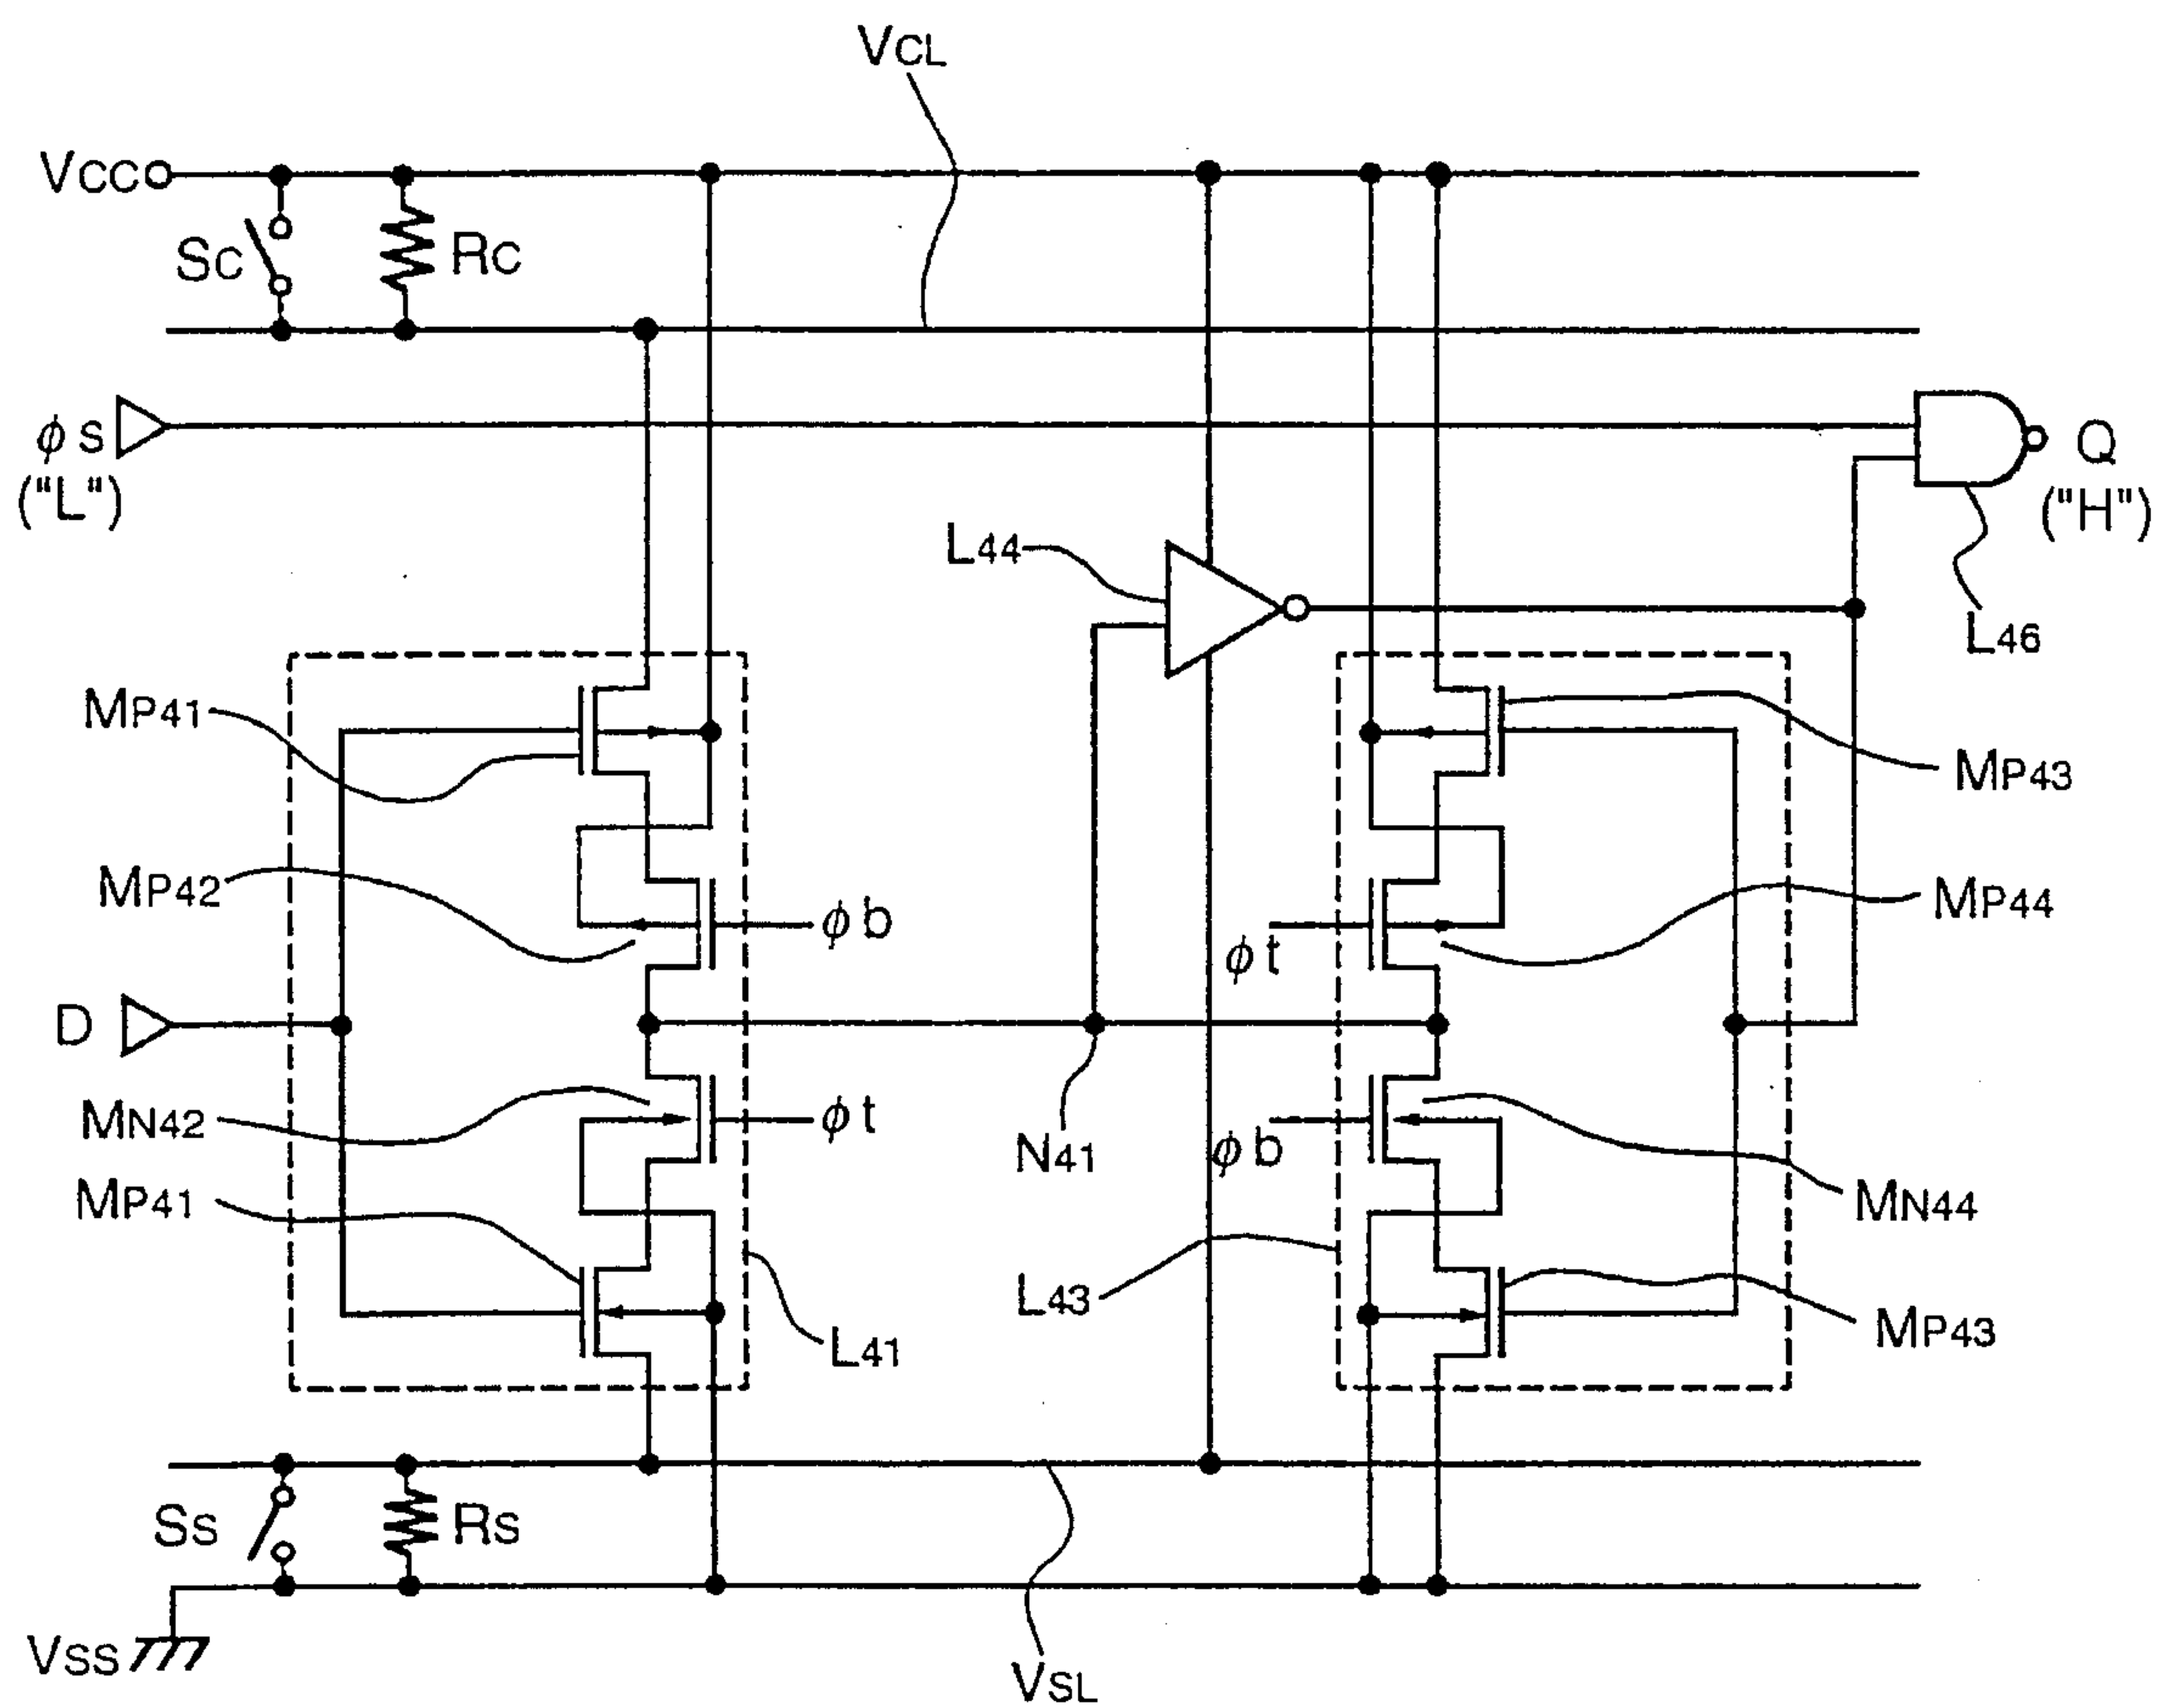 VCL
VCC
SC
RC
φs
("L")
Q
("H")
L44
L46
MP41
MP43
MP42
φb
MP44
φt
D
MN42
φt
N41
φb
MP41
MN44
L43
L41
MP43
SS
RS
VSS
VSL